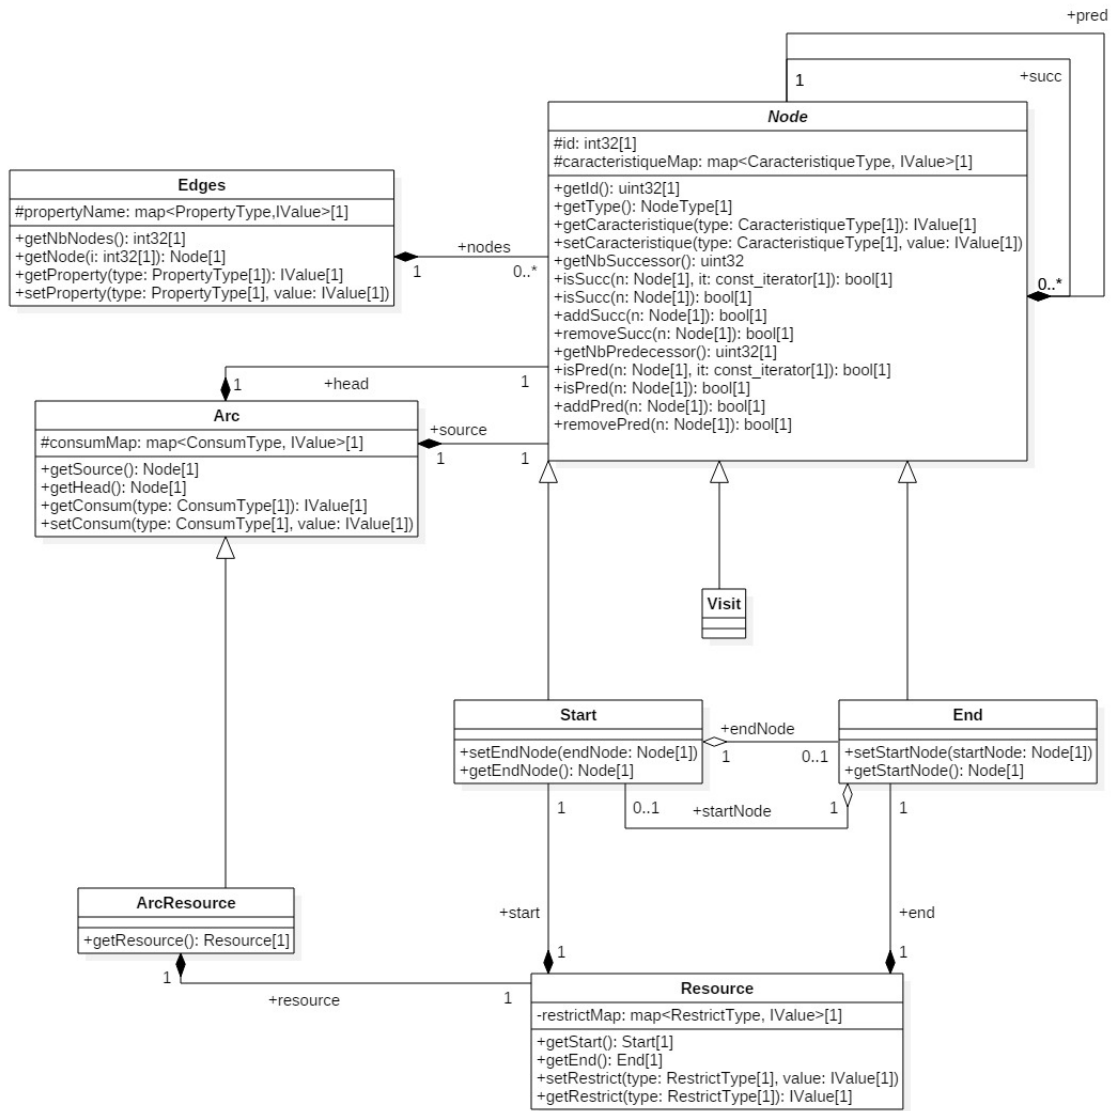 +pred
1
+succ
Node
#id: int32[1]
#caracteristiqueMap: map<CaracteristiqueType, IValue>[1]
+getId(): uint32[1]
+getType(): NodeType[1]
+getCaracteristique(type: CaracteristiqueType[1]): IValue[1]
+setCaracteristique(type: CaracteristiqueType[1], value: IValue[1])
+getNbSuccessor(): uint32
+isSucc(n: Node[1], it: const_iterator[1]): bool[1]
+isSucc(n: Node[1]): bool[1]
+addSucc(n: Node[1]): bool[1]
+removeSucc(n: Node[1]): bool[1]
+getNbPredecessor(): uint32[1]
+isPred(n: Node[1], it: const_iterator[1]): bool[1]
+isPred(n: Node[1]): bool[1]
+addPred(n: Node[1]): bool[1]
+removePred(n: Node[1]): bool[1]
0..*
Edges
#propertyName: map<PropertyType,IValue>[1]
+getNbNodes(): int32[1]
+getNode(i: int32[1]): Node[1]
+getProperty(type: PropertyType[1]): IValue[1]
+setProperty(type: PropertyType[1], value: IValue[1])
+nodes
1
0..*
1
+head
1
Arc
#consumMap: map<ConsumType, IValue>[1]
+getSource(): Node[1]
+getHead(): Node[1]
+getConsum(type: ConsumType[1]): IValue[1]
+setConsum(type: ConsumType[1], value: IValue[1])
+source
1
1
Visit
Start
+setEndNode(endNode: Node[1])
+getEndNode(): Node[1]
+endNode
1
0..1
End
+setStartNode(startNode: Node[1])
+getStartNode(): Node[1]
1
0..1
+startNode
1
1
+start
1
+end
1
ArcResource
+getResource(): Resource[1]
1
+resource
1
Resource
-restrictMap: map<RestrictType, IValue>[1]
+getStart(): Start[1]
+getEnd(): End[1]
+setRestrict(type: RestrictType[1], value: IValue[1])
+getRestrict(type: RestrictType[1]): IValue[1]